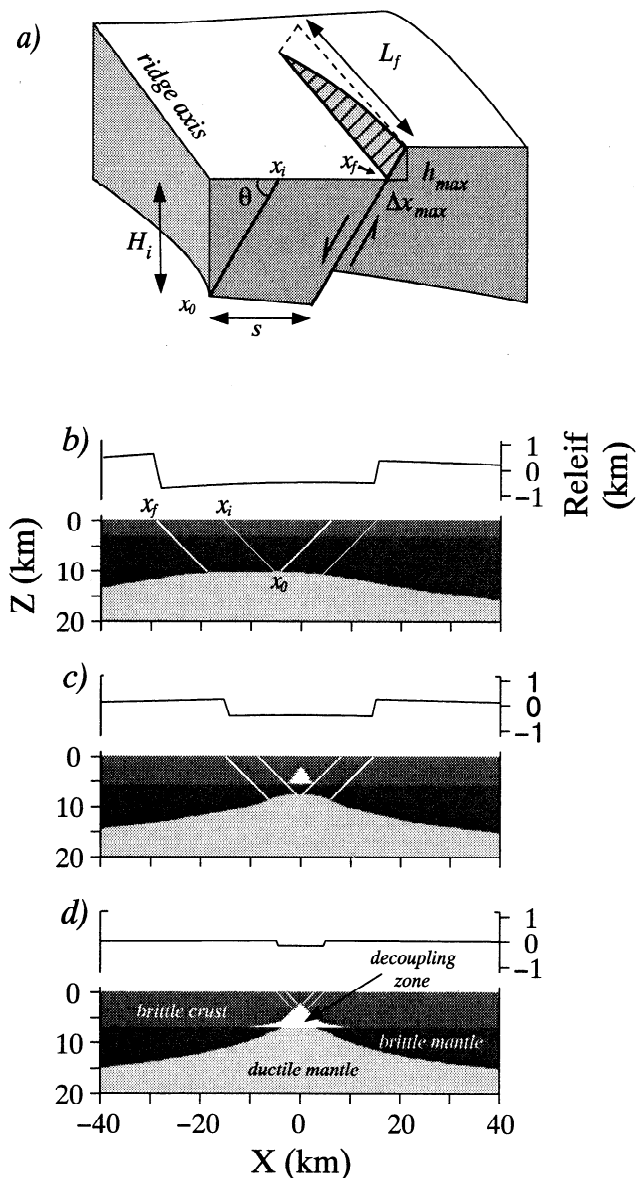 a)
ridge axis
L_f
x_i
x_f
h_max
θ
Δx_max
H_i
x_0
s
b)
1
0
-1
Releif
(km)
x_f
x_i
0
10
20
Z (km)
x_0
c)
1
0
-1
0
10
20
d)
1
0
-1
decoupling
zone
0
10
20
brittle crust
brittle mantle
ductile mantle
-40
-20
0
20
40
X (km)